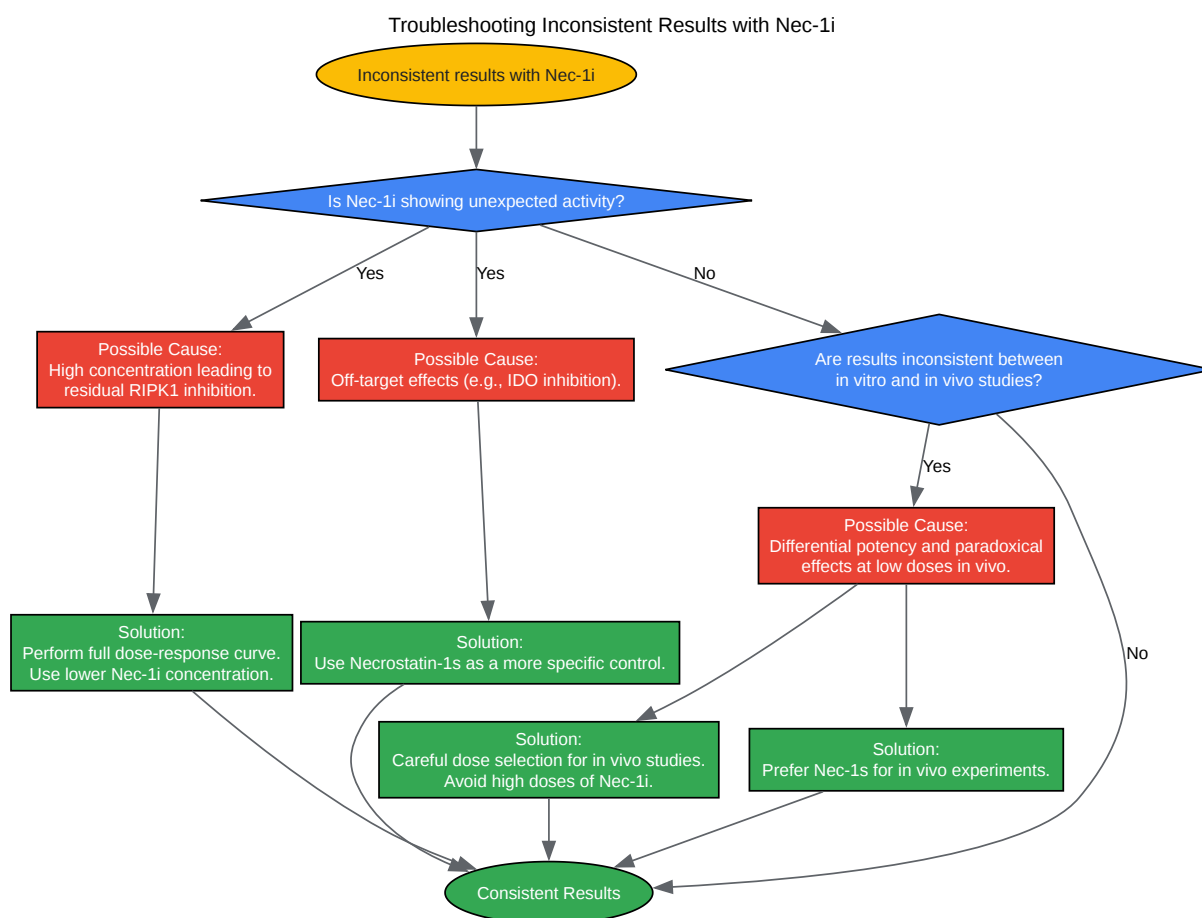 Troubleshooting Inconsistent Results with Nec-1i
Inconsistent results with Nec-1i
Is Nec-1i showing unexpected activity?
Yes
Yes
No
Possible Cause:
High concentration leading to
residual RIPK1 inhibition.
Possible Cause:
Off-target effects (e.g., IDO inhibition).
Are results inconsistent between
in vitro and in vivo studies?
Yes
No
Possible Cause:
Differential potency and paradoxical
effects at low doses in vivo.
Solution:
Perform full dose-response curve.
Use lower Nec-1i concentration.
Solution:
Use Necrostatin-1s as a more specific control.
Solution:
Careful dose selection for in vivo studies.
Avoid high doses of Nec-1i.
Solution:
Prefer Nec-1s for in vivo experiments.
Consistent Results